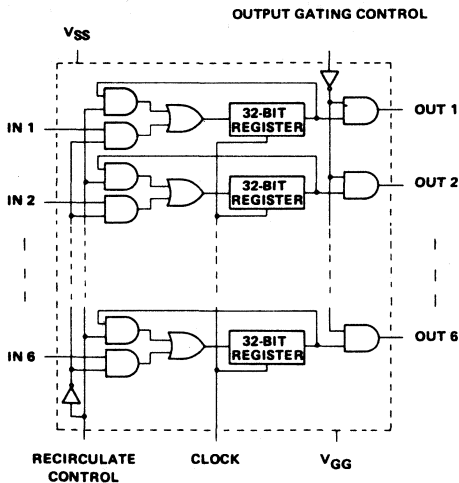 OUTPUT GATING CONTROL
VSS
IN 1
32-BIT
REGISTER
OUT 1
IN 2
32-BIT
REGISTER
OUT 2
IN 6
32-BIT
REGISTER
OUT 6
RECIRCULATE
CONTROL
CLOCK
VGG